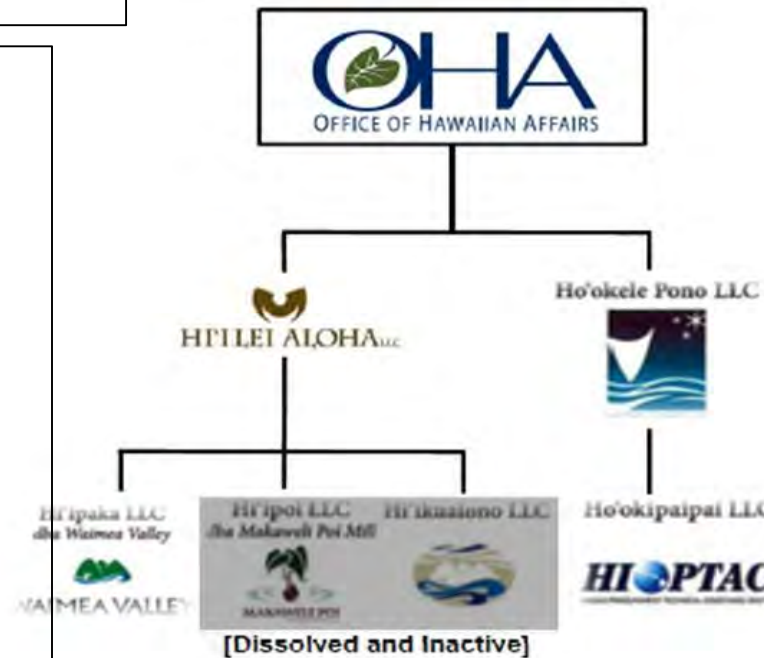 OHA
OFFICE OF HAWAIIAN AFFAIRS
HI'ILEI ALOHA LLC
Ho'okele Pono LLC
Hi'ipaka LLC
dba Waimea Valley
WAIMEA VALLEY
Hi'ipoi LLC
dba Makaweli Poi Mill
MAKAWELI POI
Hi'ikualono LLC
Ho'okipaipai LLC
HI PTAC
[Dissolved and Inactive]